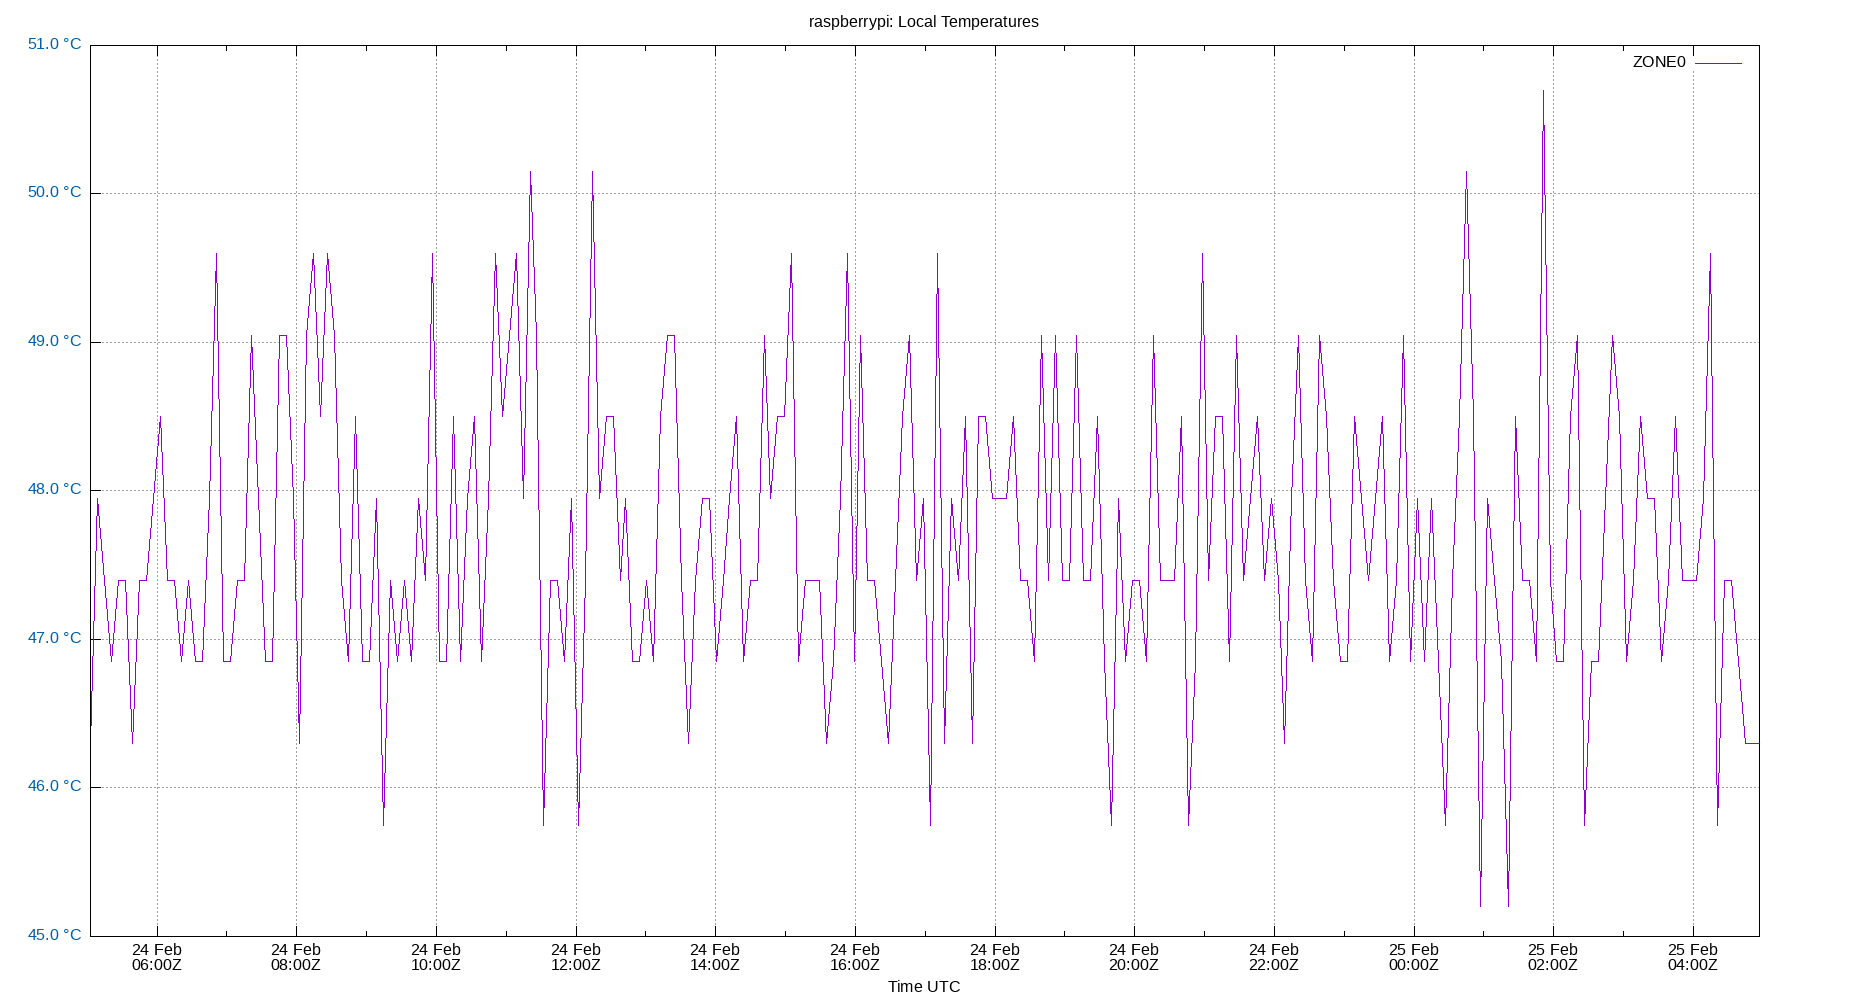 raspberrypi: Local Temperatures
51.0 °C
ZONE0
50.0 °C
49.0 °C
48.0 °C
47.0 °C
46.0 °C
45.0 °C
24 Feb 24 Feb 24 Feb 24 Feb 24 Feb 24 Feb 24 Feb 24 Feb 24 Feb 25 Feb 25 Feb 25 Feb
06:00Z 08:00Z 10:00Z 12:00Z 14:00Z 16:00Z 18:00Z 20:00Z 22:00Z 00:00Z 02:00Z 04:00Z
Time UTC